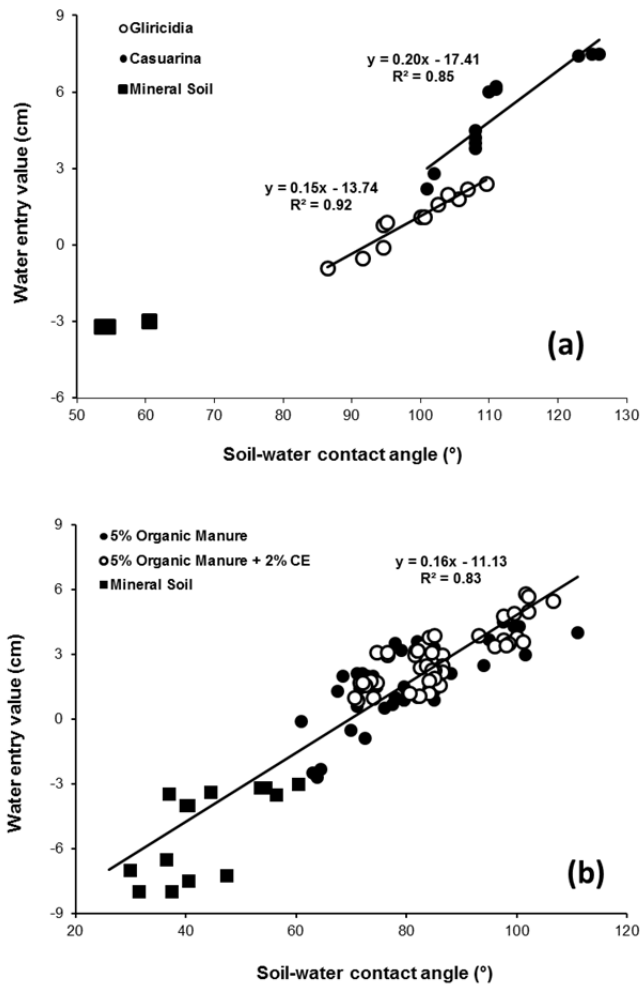 Gliricidia
Casuarina
Mineral Soil
y = 0.20x - 17.41
R² = 0.85
y = 0.15x - 13.74
R² = 0.92
9
6
3
0
-3
-6
Water entry value (cm)
(a)
50 60 70 80 90 100 110 120 130
Soil-water contact angle (°)
5% Organic Manure
5% Organic Manure + 2% CE
Mineral Soil
y = 0.16x - 11.13
R² = 0.83
9
6
3
0
-3
-6
-9
Water entry value (cm)
(b)
20 40 60 80 100 120
Soil-water contact angle (°)